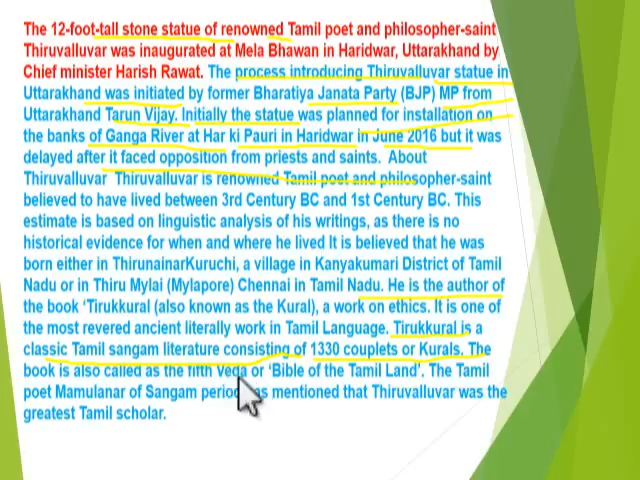 The 12-foot-tall stone statue of renowned Tamil poet and philosopher-saint
Thiruvalluvar was inaugurated at Mela Bhawan in Haridwar, Uttarakhand by
Chief minister Harish Rawat. The process introducing Thiruvalluvar statue in
Uttarakhand was initiated by former Bharatiya Janata Party (BJP) MP from
Uttarakhand Tarun Vijay. Initially the statue was planned for installation on
the banks of Ganga River at Har ki Pauri in Haridwar in June 2016 but it was
delayed after it faced opposition from priests and saints. About
Thiruvalluvar Thiruvalluvar is renowned Tamil poet and philosopher-saint
believed to have lived between 3rd Century BC and 1st Century BC. This
estimate is based on linguistic analysis of his writings, as there is no
historical evidence for when and where he lived It is believed that he was
born either in ThirunainarKuruchi, a village in Kanyakumari District of Tamil
Nadu or in Thiru Mylai (Mylapore) Chennai in Tamil Nadu. He is the author of
the book ‘Tirukkural (also known as the Kural), a work on ethics. It is one of
the most revered ancient literally work in Tamil Language. Tirukkural is a
classic Tamil sangam literature consisting of 1330 couplets or Kurals. The
book is also called as the fifth Veda or ‘Bible of the Tamil Land’. The Tamil
poet Mamulanar of Sangam period mentioned that Thiruvalluvar was the
greatest Tamil scholar.